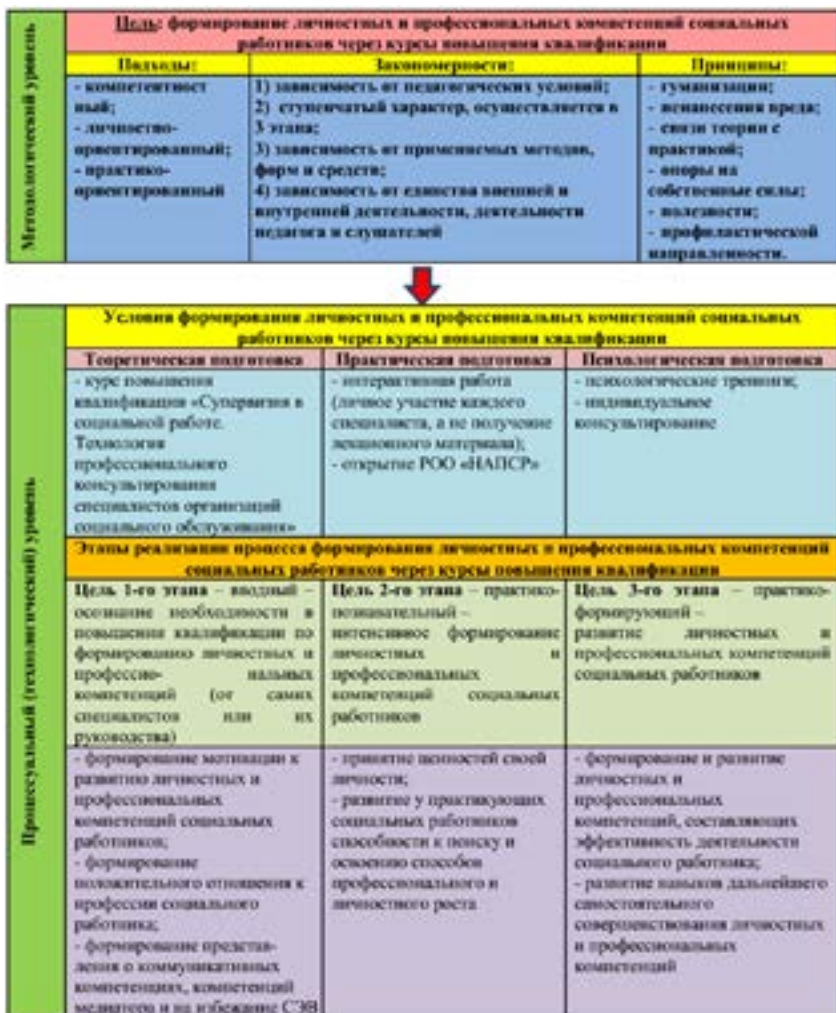 Методологический уровень
Цель: формирование личностных и профессиональных компетенций социальных
работников через курсы повышения квалификации
Подходы:
- компетентност
ный;
- личностно-
ориентированный;
- практико-
ориентированный
Закономерности:
1) зависимость от педагогических условий;
2) ступенчатый характер, осуществляется в
3 этапа;
3) зависимость от применяемых методов,
форм и средств;
4) зависимость от единства внешней и
внутренней деятельности, деятельности
педагога и слушателей
Принципы:
- гуманизации;
- ненанесения вреда;
- связи теории с
практикой;
- опоры на
собственные силы;
- полезности;
- профилактической
направленности.
Процессуальный (технологический) уровень
Условия формирования личностных и профессиональных компетенций социальных
работников через курсы повышения квалификации
Теоретическая подготовка
- курс повышения
квалификации «Супервизия в
социальной работе.
Технология
профессионального
консультирования
специалистов организаций
социального обслуживания»
Практическая подготовка
- интерактивная работа
(личное участие каждого
специалиста, а не получение
лекционного материала);
- открытие РОО «НАПСР»
Психологическая подготовка
- психологические тренинги;
- индивидуальное
консультирование
Этапы реализации процесса формирования личностных и профессиональных компетенций
социальных работников через курсы повышения квалификации
Цель 1-го этапа – вводный –
осознание необходимости в
повышении квалификации по
формированию личностных и
профессио- нальных
компетенций (от самих
специалистов или их
руководства)
Цель 2-го этапа – практико-
познавательный –
интенсивное формирование
личностных и
профессиональных
компетенций социальных
работников
Цель 3-го этапа – практико-
формирующий –
развитие личностных и
профессиональных компетенций
социальных работников
- формирование мотивации к
развитию личностных и
профессиональных
компетенций социальных
работников;
- формирование
положительного отношения к
профессии социального
работника;
- формирование представ-
ления о коммуникативных
компетенциях, компетенций
медиатора и на избежание СЭВ
- принятие ценностей своей
личности;
- развитие у практикующих
социальных работников
способности к поиску и
освоению способов
профессионального и
личностного роста
- формирование и развитие
личностных и
профессиональных
компетенций, составляющих
эффективность деятельности
социального работника;
- развитие навыков дальнейшего
самостоятельного
совершенствования личностных
и профессиональных
компетенций